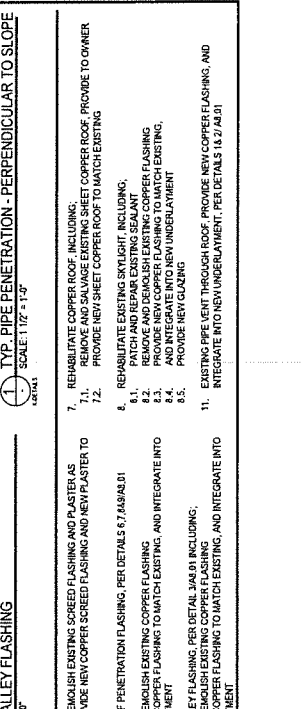 ALLEY FLASHING
0"
EMOLISH EXISTING SCREED FLASHING AND PLASTER AS
VIDE NEW COPPER SCREED FLASHING AND NEW PLASTER TO
F PENETRATION FLASHING, PER DETAILS 6,7,8&9/A8.01
EMOLISH EXISTING COPPER FLASHING
OPPER FLASHING TO MATCH EXISTING, AND INTEGRATE INTO
MENT
EY FLASHING, PER DETAIL 3/A8.01 INCLUDING;
EMOLISH EXISTING COPPER FLASHING
COPPER FLASHING TO MATCH EXISTING, AND INTEGRATE INTO
MENT
1 TYP. PIPE PENETRATION - PERPENDICULAR TO SLOPE
SCALE: 1 1/2" = 1'-0"
7. REHABILITATE COPPER ROOF, INCLUDING;
7.1. REMOVE AND SALVAGE EXISTING SHEET COPPER ROOF, PROVIDE TO OWNER
7.2. PROVIDE NEW SHEET COPPER ROOF TO MATCH EXISTING
8. REHABILITATE EXISTING SKYLIGHT, INCLUDING;
8.1. PATCH AND REPAIR EXISTING SEALANT
8.2. REMOVE AND DEMOLISH EXISTING COPPER FLASHING
8.3. PROVIDE NEW COPPER FLASHING TO MATCH EXISTING,
8.4. AND INTEGRATE INTO NEW UNDERLAYMENT
8.5. PROVIDE NEW GLAZING
11. EXISTING PIPE VENT THROUGH ROOF, PROVIDE NEW COPPER FLASHING, AND
INTEGRATE INTO NEW UNDERLAYMENT, PER DETAILS 1& 2/ A8.01